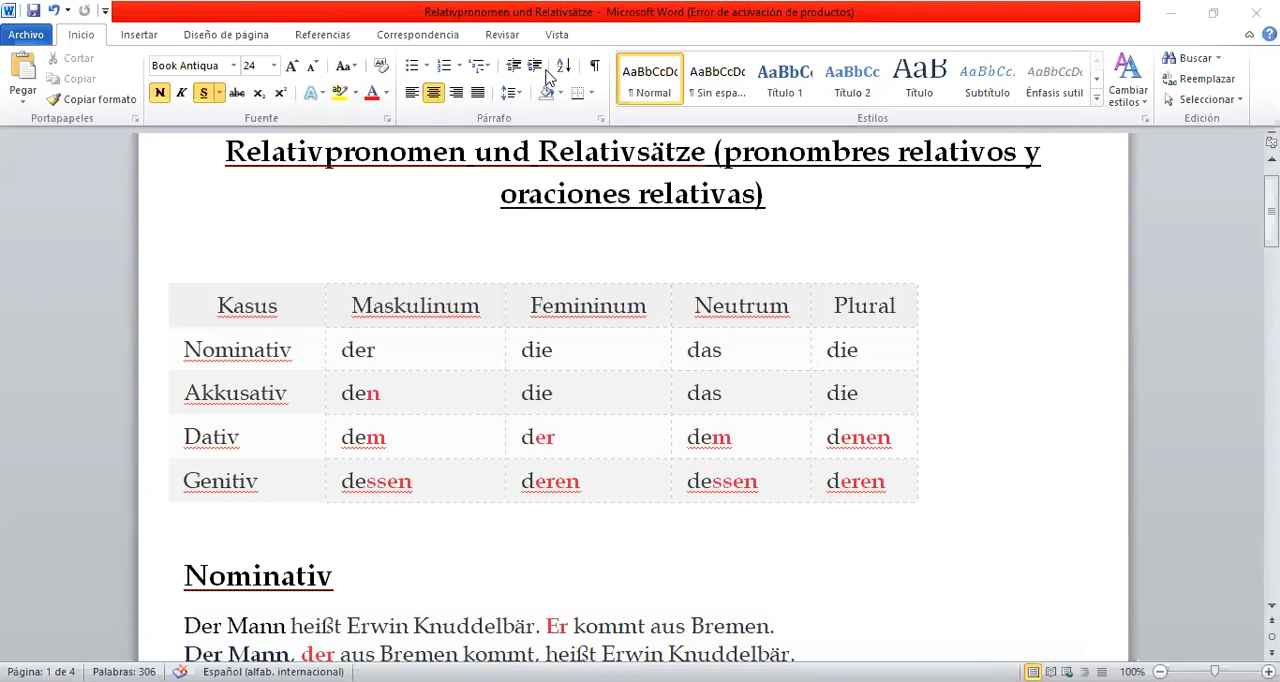 Relativpronomen und Relativsätze - Microsoft Word (Error de activación de productos)
Archivo Inicio Insertar Diseño de página Referencias Correspondencia Revisar Vista
Pegar
Cortar
Copiar
Copiar formato
Portapapeles
Book Antiqua 24
N K S abc x₂ x²
Aa
A A
Fuente
Párrafo
AaBbCcDc AaBbCcDc AaBbC AaBbCc AaB AaBbCc. AaBbCcDc
¶ Normal ¶ Sin espa... Título 1 Título 2 Título Subtítulo Énfasis sutil
Cambiar estilos
Estilos
Buscar
Reemplazar
Seleccionar
Edición
Relativpronomen und Relativsätze (pronombres relativos y
oraciones relativas)
Kasus Maskulinum Femininum Neutrum Plural
Nominativ der die das die
Akkusativ den die das die
Dativ dem der dem denen
Genitiv dessen deren dessen deren
Nominativ
Der Mann heißt Erwin Knuddelbär. Er kommt aus Bremen.
Der Mann, der aus Bremen kommt, heißt Erwin Knuddelbär.
Página: 1 de 4 Palabras: 306 Español (alfab. internacional) 100%